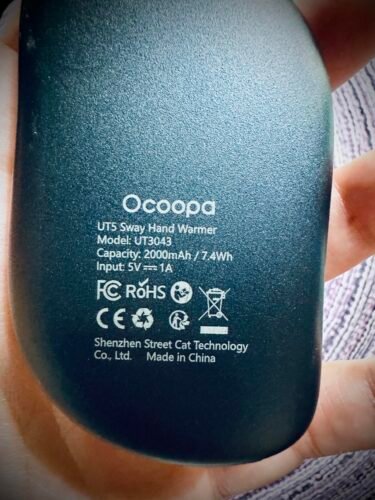 Ocoopa
UT5 Sway Hand Warmer
Model: UT3043
Capacity: 2000mAh / 7.4Wh
Input: 5V⎓1A
FC RoHS
CE
Shenzhen Street Cat Technology
Co., Ltd. Made in China